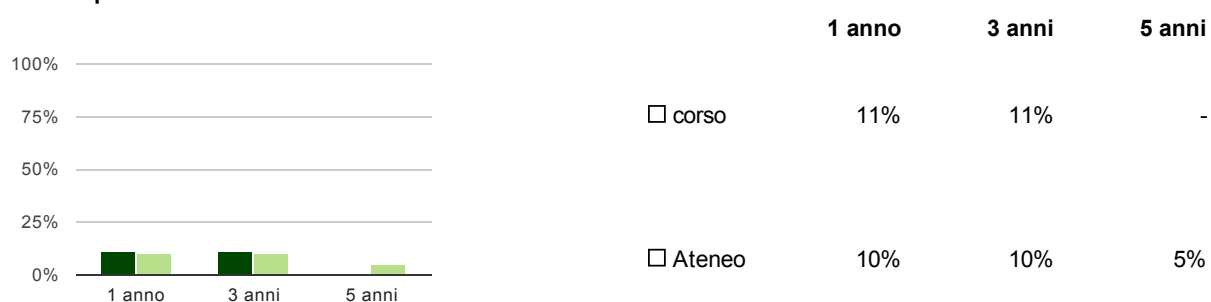 100%
75%
50%
25%
0%
1 anno 3 anni 5 anni
1 anno 3 anni 5 anni
corso 11% 11% -
Ateneo 10% 10% 5%